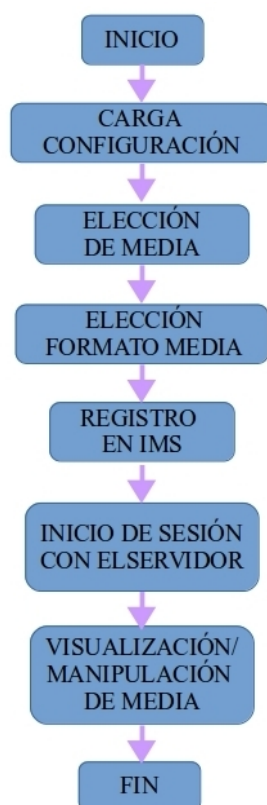 INICIO
CARGA
CONFIGURACIÓN
ELECCIÓN
DE MEDIA
ELECCIÓN
FORMATO MEDIA
REGISTRO
EN IMS
INICIO DE SESIÓN
CON ELSERVIDOR
VISUALIZACIÓN/
MANIPULACIÓN
DE MEDIA
FIN